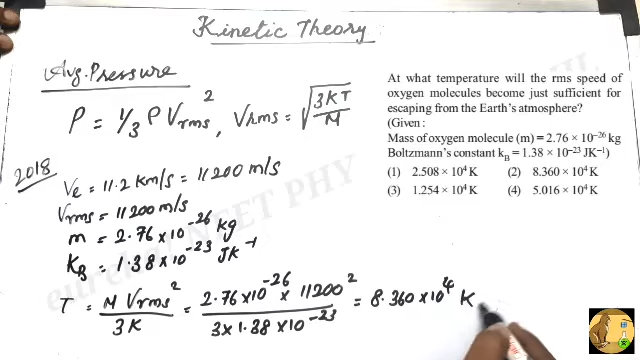 Kinetic Theory
Avg. Pressure
P = 1/3 ρ Vrms², Vrms = √(3KT/M)
At what temperature will the rms speed of
oxygen molecules become just sufficient for
escaping from the Earth's atmosphere?
(Given:
Mass of oxygen molecule (m) = 2.76 × 10⁻²⁶ kg
Boltzmann's constant k_B = 1.38 × 10⁻²³ JK⁻¹)
(1) 2.508 × 10⁴ K (2) 8.360 × 10⁴ K
(3) 1.254 × 10⁴ K (4) 5.016 × 10⁴ K
2018
Ve = 11.2 Km/s = 11200 m/s
Vrms = 11200 m/s
m = 2.76 × 10⁻²⁶ kg
K_B = 1.38 × 10⁻²³ JK⁻¹
T = M Vrms² / 3K = 2.76 × 10⁻²⁶ × 11200² / 3 × 1.38 × 10⁻²³ = 8.360 × 10⁴ K